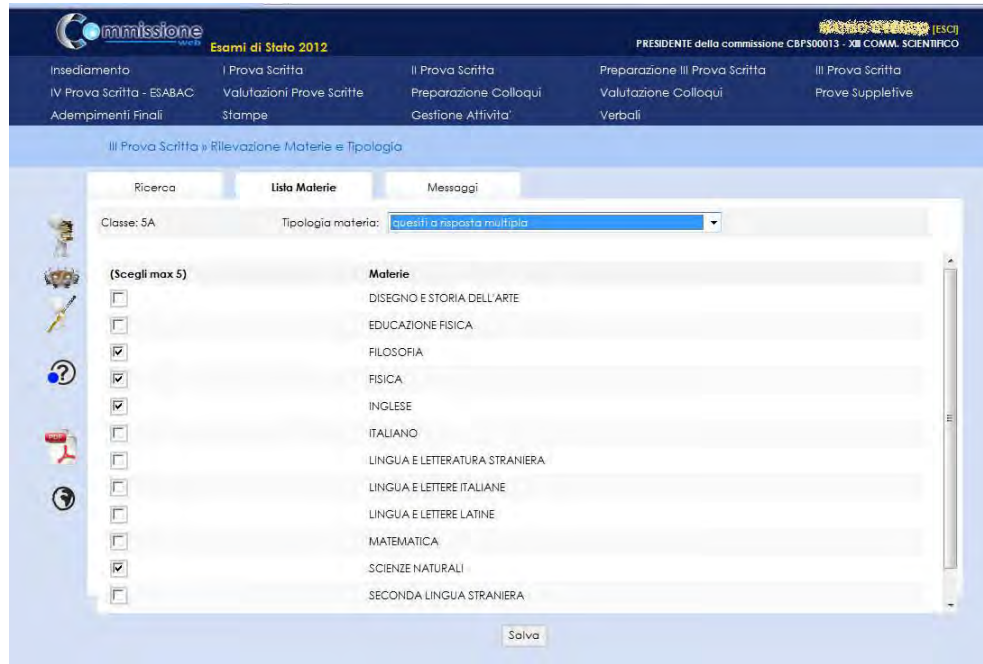 Commissione
web
Esami di Stato 2012
[ESCI]
PRESIDENTE della commissione CBPS00013 - XIII COMM. SCIENTIFICO
Insediamento I Prova Scritta II Prova Scritta Preparazione III Prova Scritta III Prova Scritta
IV Prova Scritta - ESABAC Valutazioni Prove Scritte Preparazione Colloqui Valutazione Colloqui Prove Suppletive
Adempimenti Finali Stampe Gestione Attivita' Verbali
III Prova Scritta » Rilevazione Materie e Tipologia
Ricerca Lista Materie Messaggi
Classe: 5A Tipologia materia: quesiti a risposta multipla
(Scegli max 5) Materie
DISEGNO E STORIA DELL'ARTE
EDUCAZIONE FISICA
FILOSOFIA
FISICA
INGLESE
ITALIANO
LINGUA E LETTERATURA STRANIERA
LINGUA E LETTERE ITALIANE
LINGUA E LETTERE LATINE
MATEMATICA
SCIENZE NATURALI
SECONDA LINGUA STRANIERA
PDF
Salva